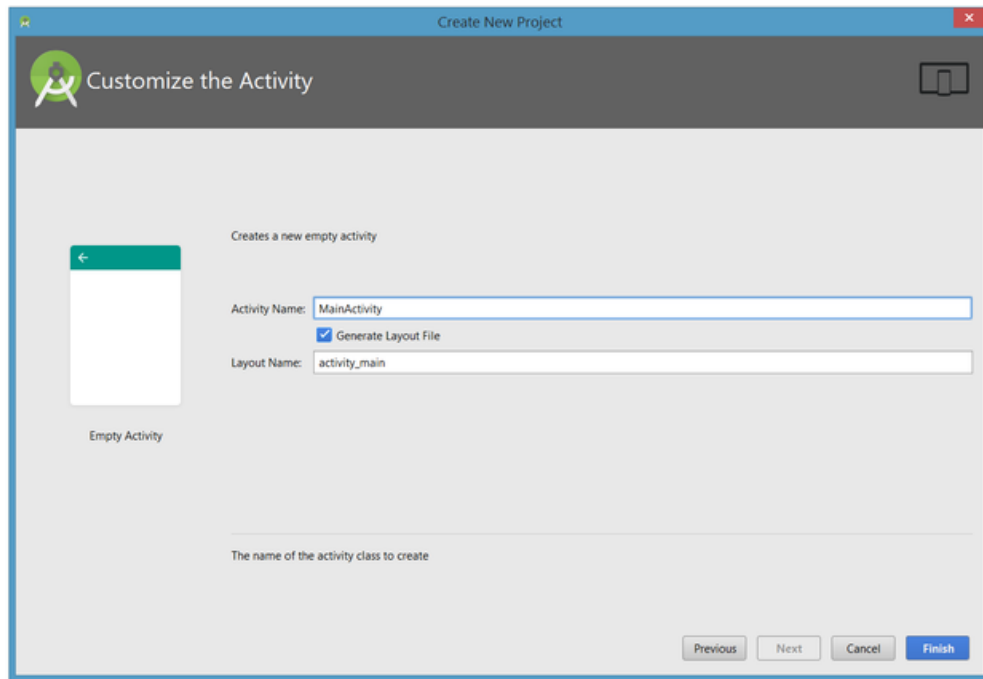 Create New Project
Customize the Activity
Creates a new empty activity
Activity Name: MainActivity
Generate Layout File
Layout Name: activity_main
Empty Activity
The name of the activity class to create
Previous Next Cancel Finish